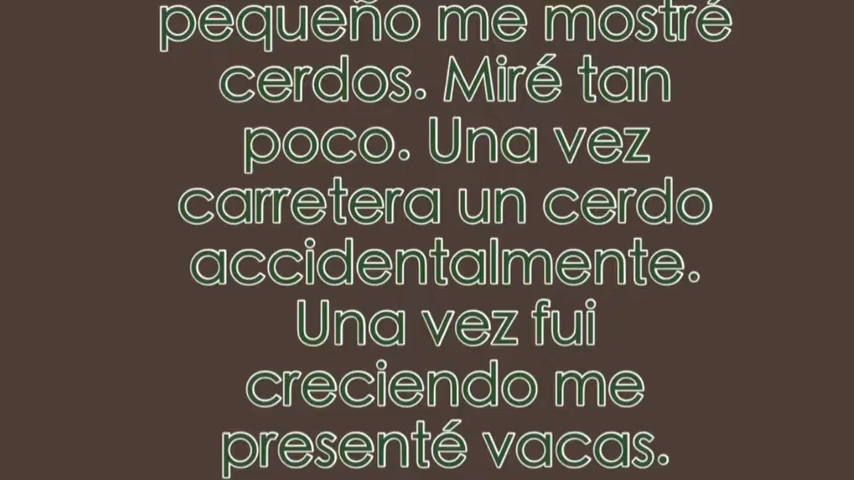 pequeño me mostré
cerdos. Miré tan
poco. Una vez
carretera un cerdo
accidentalmente.
Una vez fui
creciendo me
presenté vacas.